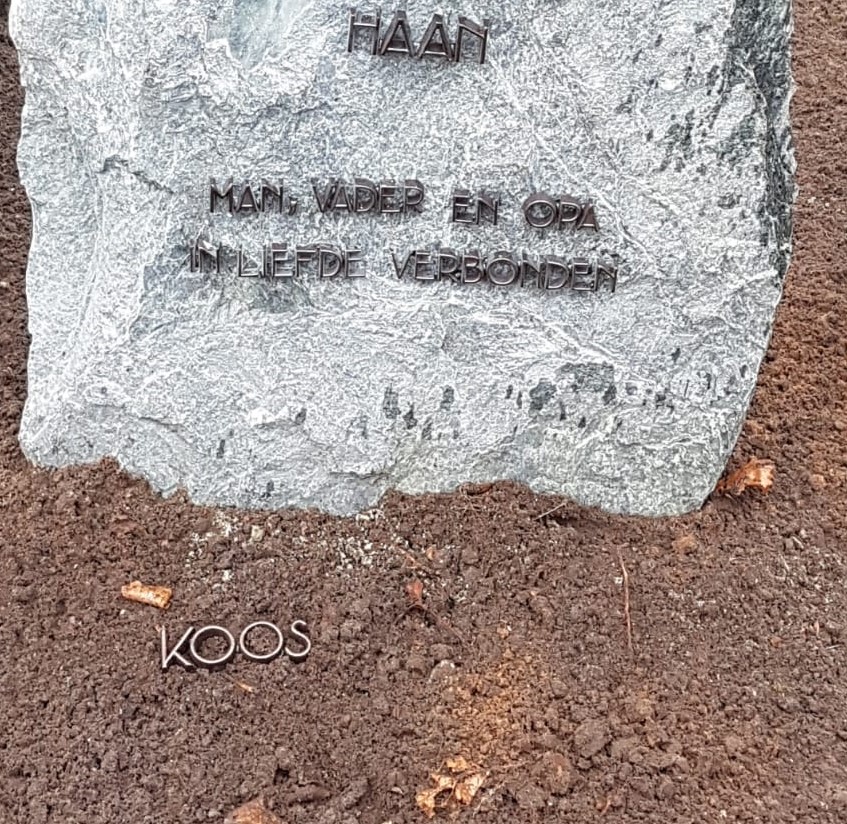 HAAN
MAN, VADER EN OPA
IN LIEFDE VERBONDEN
KOOS